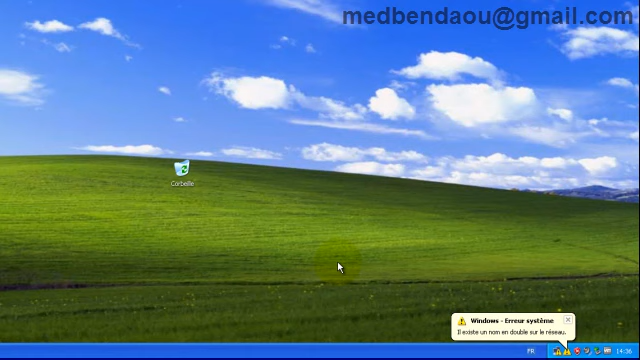 medbendaou@gmail.com
Corbeille
Windows - Erreur système
Il existe un nom en double sur le réseau.
FR
14:36